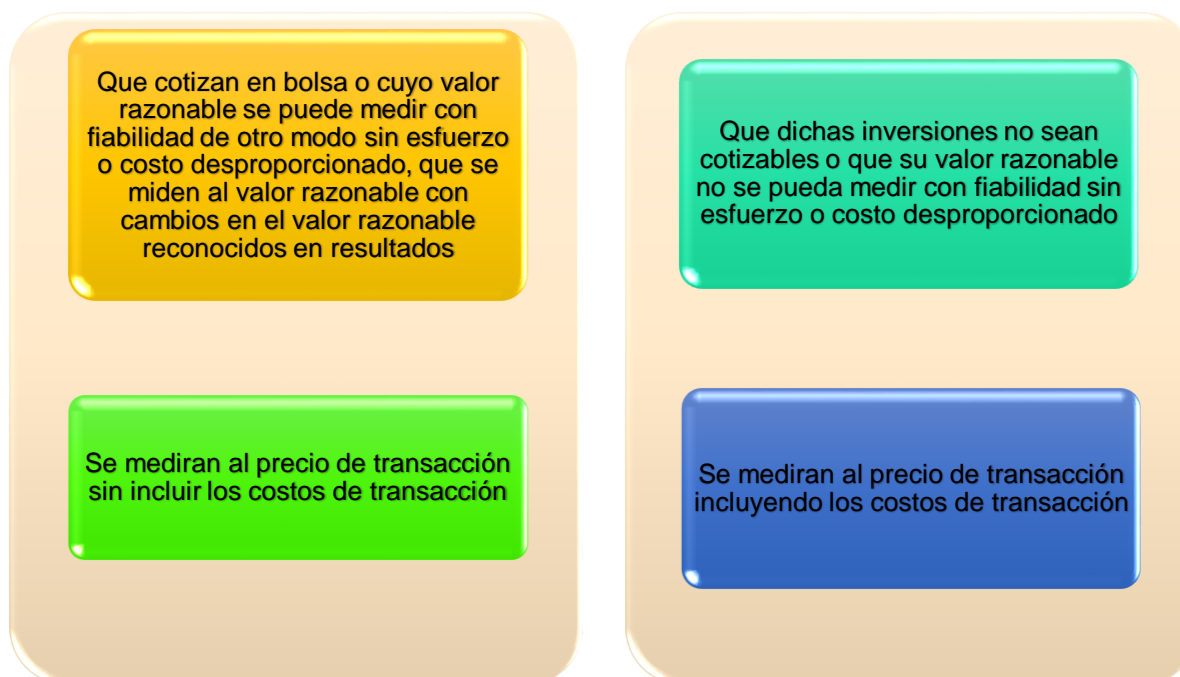 Que cotizan en bolsa o cuyo valor
razonable se puede medir con
fiabilidad de otro modo sin esfuerzo
o costo desproporcionado, que se
miden al valor razonable con
cambios en el valor razonable
reconocidos en resultados
Se mediran al precio de transacción
sin incluir los costos de transacción
Que dichas inversiones no sean
cotizables o que su valor razonable
no se pueda medir con fiabilidad sin
esfuerzo o costo desproporcionado
Se mediran al precio de transacción
incluyendo los costos de transacción